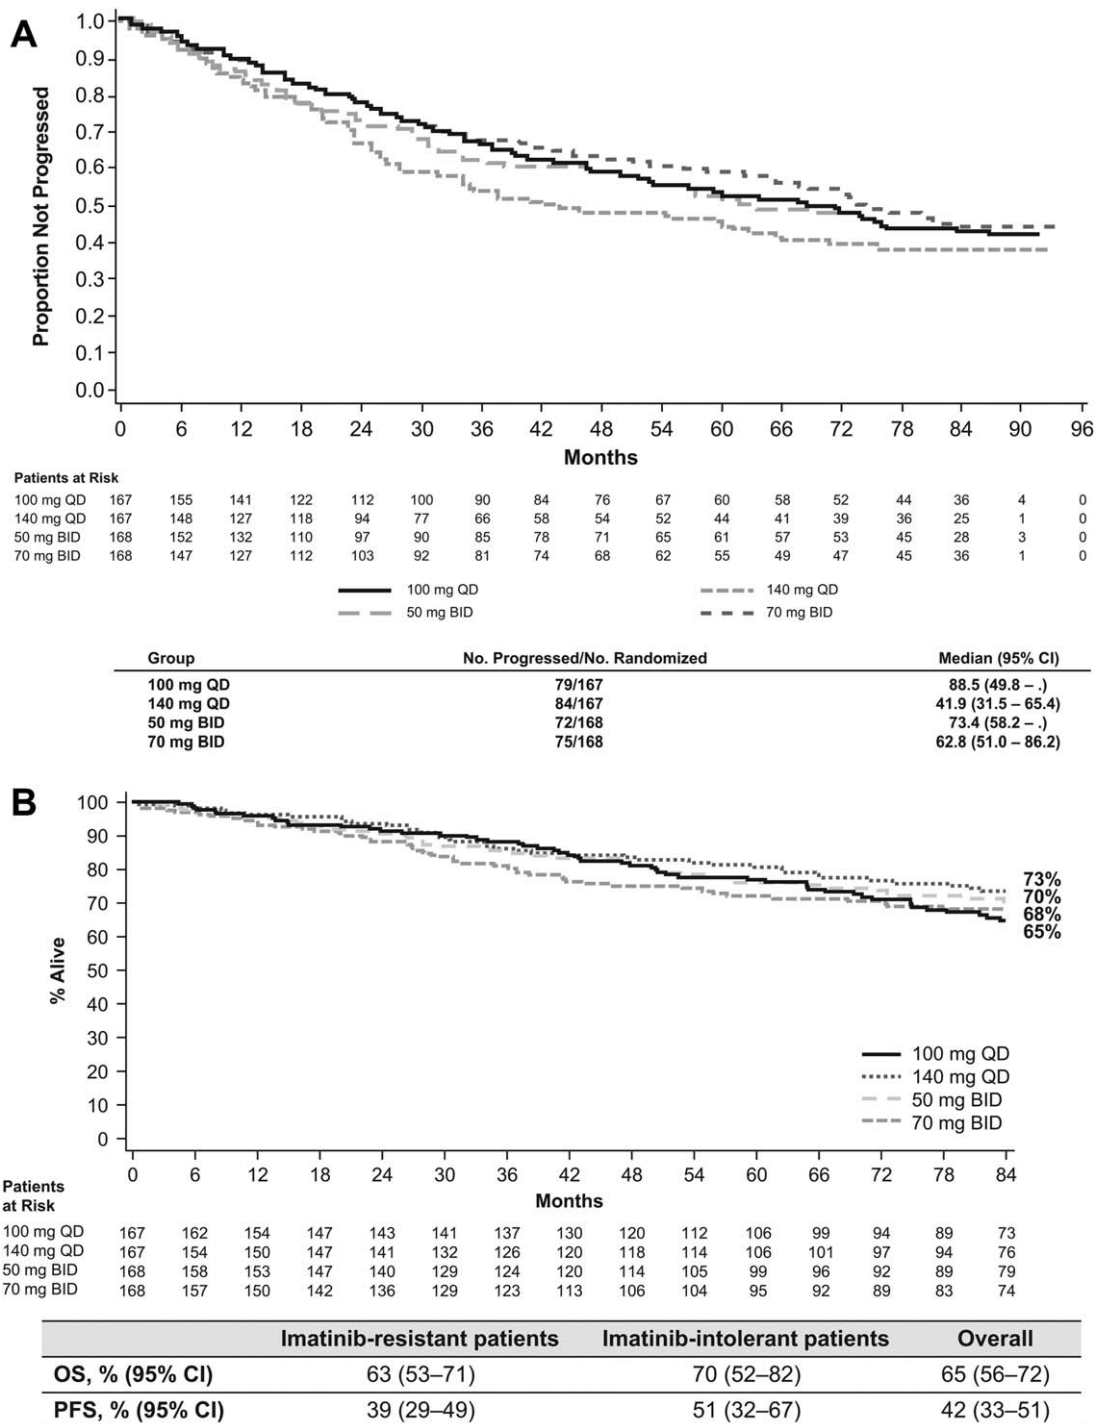 A
Proportion Not Progressed
1.0
0.9
0.8
0.7
0.6
0.5
0.4
0.3
0.2
0.1
0.0
0 6 12 18 24 30 36 42 48 54 60 66 72 78 84 90 96
Months
Patients at Risk
100 mg QD 167 155 141 122 112 100 90 84 76 67 60 58 52 44 36 4 0
140 mg QD 167 148 127 118 94 77 66 58 54 52 44 41 39 36 25 1 0
50 mg BID 168 152 132 110 97 90 85 78 71 65 61 57 53 45 28 3 0
70 mg BID 168 147 127 112 103 92 81 74 68 62 55 49 47 45 36 1 0
100 mg QD 140 mg QD
50 mg BID 70 mg BID
Group No. Progressed/No. Randomized Median (95% CI)
100 mg QD 79/167 88.5 (49.8 – .)
140 mg QD 84/167 41.9 (31.5 – 65.4)
50 mg BID 72/168 73.4 (58.2 – .)
70 mg BID 75/168 62.8 (51.0 – 86.2)
B
% Alive
100
90
80
70
60
50
40
30
20
10
0
73%
70%
68%
65%
100 mg QD
140 mg QD
50 mg BID
70 mg BID
0 6 12 18 24 30 36 42 48 54 60 66 72 78 84
Months
Patients
at Risk
100 mg QD 167 162 154 147 143 141 137 130 120 112 106 99 94 89 73
140 mg QD 167 154 150 147 141 132 126 120 118 114 106 101 97 94 76
50 mg BID 168 158 153 147 140 129 124 120 114 105 99 96 92 89 79
70 mg BID 168 157 150 142 136 129 123 113 106 104 95 92 89 83 74
Imatinib-resistant patients Imatinib-intolerant patients Overall
OS, % (95% CI) 63 (53–71) 70 (52–82) 65 (56–72)
PFS, % (95% CI) 39 (29–49) 51 (32–67) 42 (33–51)